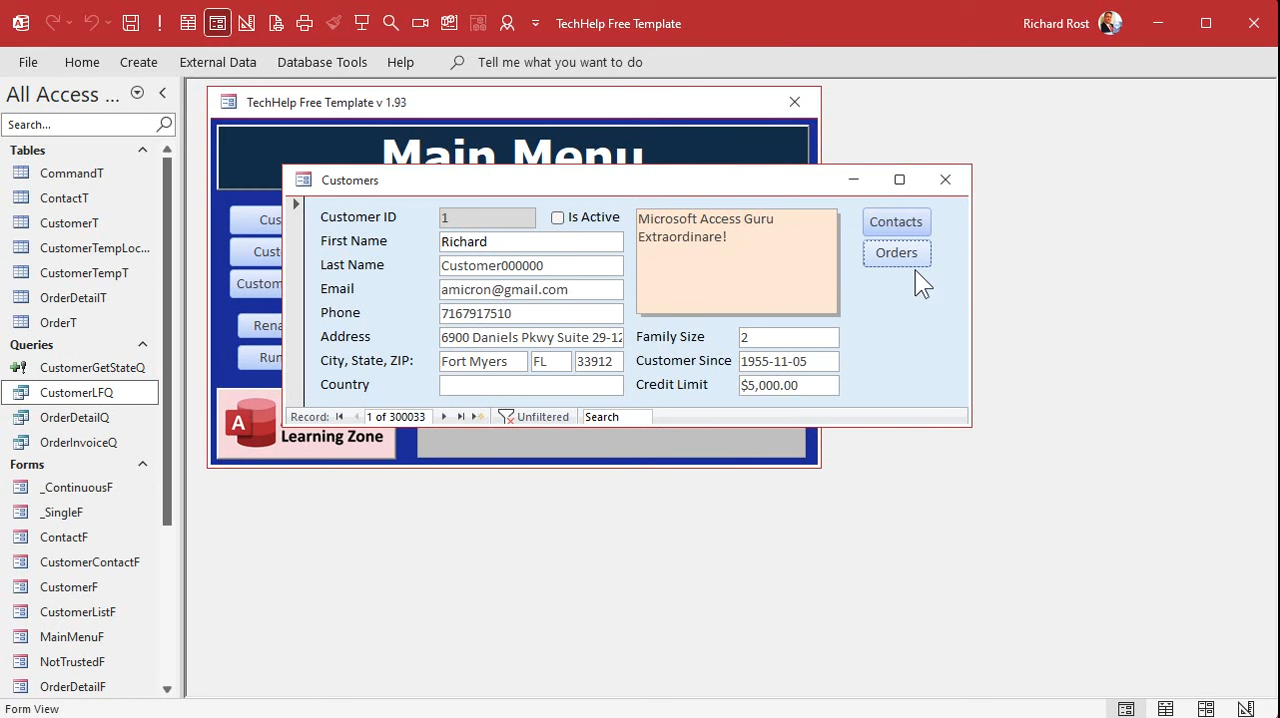 TechHelp Free Template
Richard Rost
File Home Create External Data Database Tools Help Tell me what you want to do
All Access ...
Search...
Tables
CommandT
ContactT
CustomerT
CustomerTempLoc...
CustomerTempT
OrderDetailT
OrderT
Queries
CustomerGetStateQ
CustomerLFQ
OrderDetailQ
OrderInvoiceQ
Forms
_ContinuousF
_SingleF
ContactF
CustomerContactF
CustomerF
CustomerListF
MainMenuF
NotTrustedF
OrderDetailF
TechHelp Free Template v 1.93
Main Menu
Cus
Cust
Custom
Rena
Run
A
Learning Zone
Customers
Customer ID 1 Is Active
First Name Richard
Last Name Customer000000
Email amicron@gmail.com
Phone 7167917510
Address 6900 Daniels Pkwy Suite 29-12
City, State, ZIP: Fort Myers FL 33912
Country
Microsoft Access Guru
Extraordinare!
Family Size 2
Customer Since 1955-11-05
Credit Limit $5,000.00
Contacts
Orders
Record: 1 of 300033 Unfiltered Search
Form View